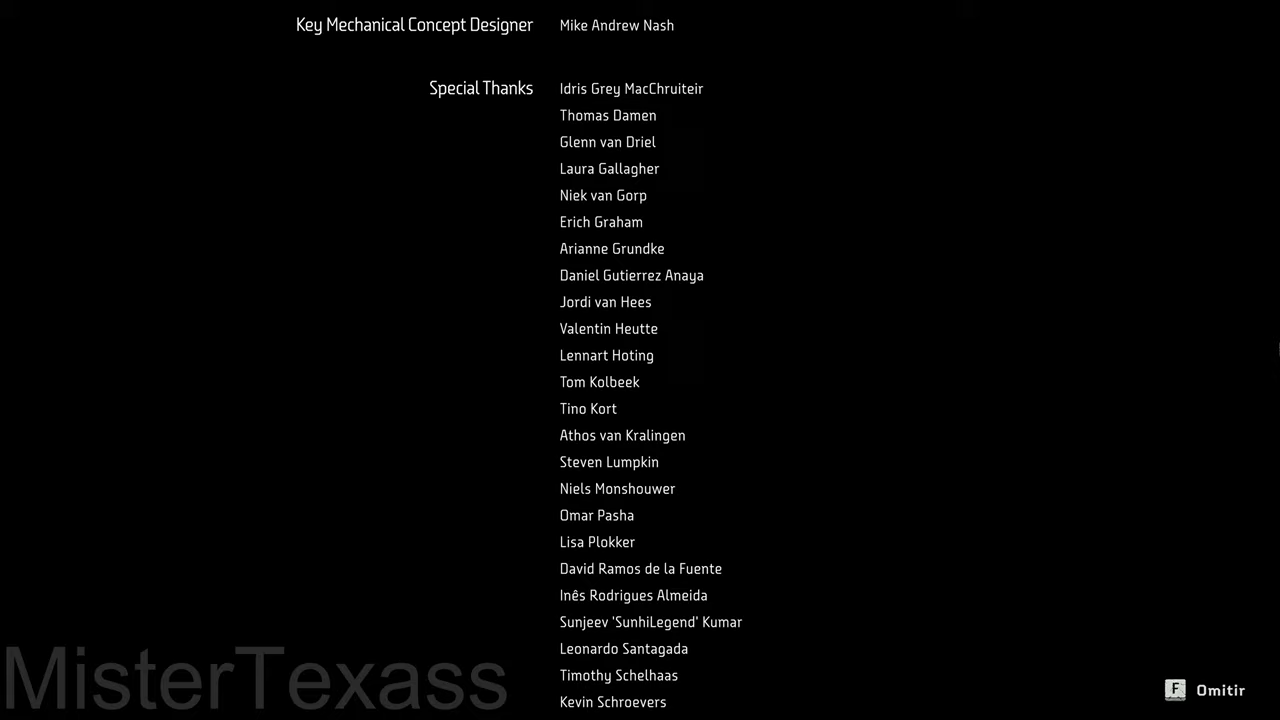 Key Mechanical Concept Designer Mike Andrew Nash
Special Thanks Idris Grey MacChruiteir
Thomas Damen
Glenn van Driel
Laura Gallagher
Niek van Gorp
Erich Graham
Arianne Grundke
Daniel Gutierrez Anaya
Jordi van Hees
Valentin Heutte
Lennart Hoting
Tom Kolbeek
Tino Kort
Athos van Kralingen
Steven Lumpkin
Niels Monshouwer
Omar Pasha
Lisa Plokker
David Ramos de la Fuente
Inês Rodrigues Almeida
Sunjeev 'SunhiLegend' Kumar
Leonardo Santagada
Timothy Schelhaas
Kevin Schroevers
MisterTexass
F Omitir